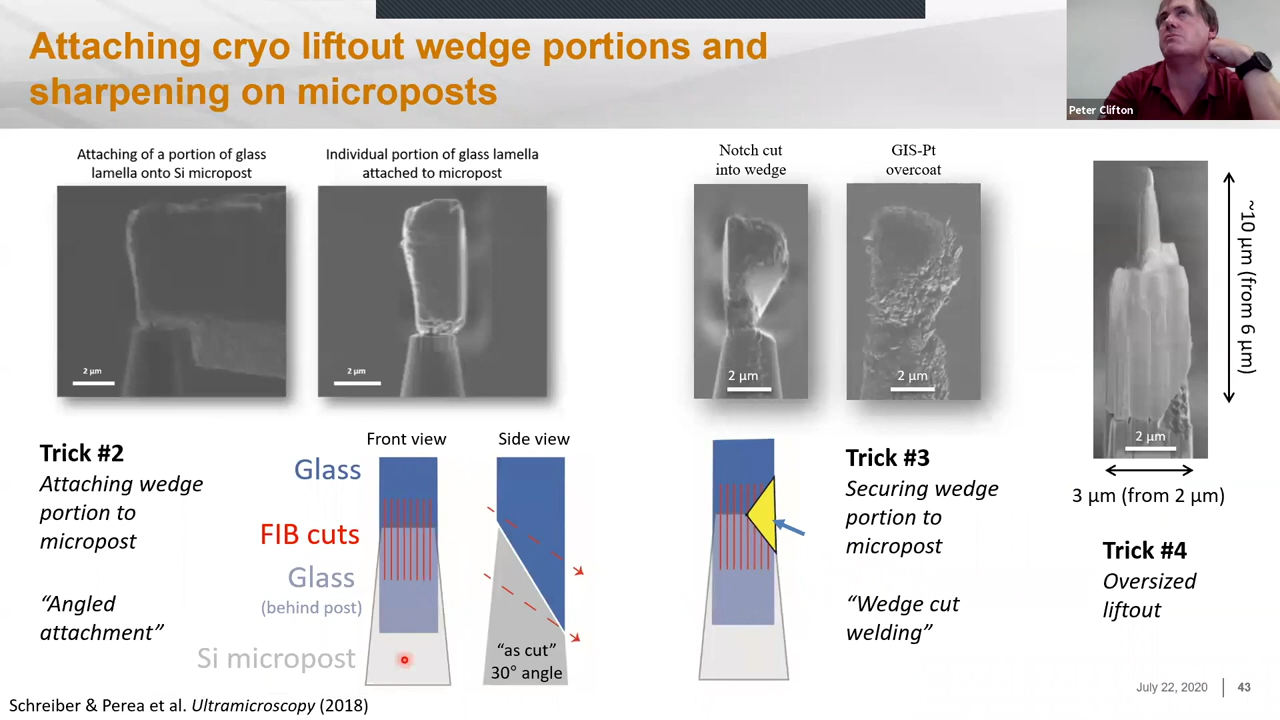 Attaching cryo liftout wedge portions and
sharpening on microposts
Peter Clifton
Attaching of a portion of glass
lamella onto Si micropost
Individual portion of glass lamella
attached to micropost
Notch cut
into wedge
GIS-Pt
overcoat
2 µm
2 µm
2 µm
2 µm
2 µm
~10 µm (from 6 µm)
3 µm (from 2 µm)
Trick #2
Attaching wedge
portion to
micropost
“Angled
attachment”
Front view
Side view
Glass
FIB cuts
Glass
(behind post)
Si micropost
“as cut”
30° angle
Trick #3
Securing wedge
portion to
micropost
“Wedge cut
welding”
Trick #4
Oversized
liftout
Schreiber & Perea et al. Ultramicroscopy (2018)
July 22, 2020
43